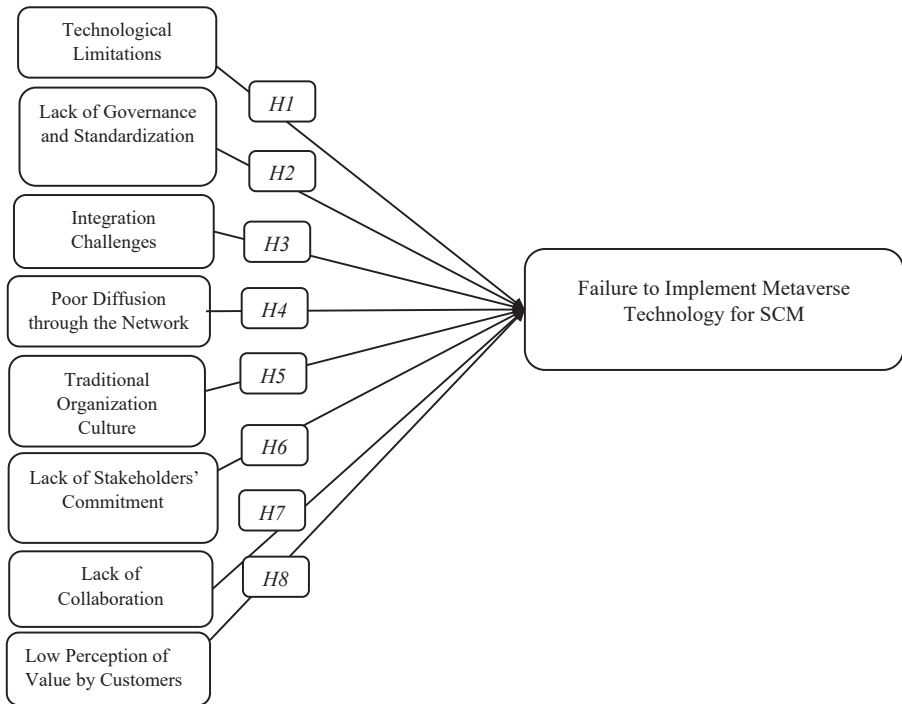 Technological
Limitations
H1
Lack of Governance
and Standardization
H2
Integration
Challenges
H3
Poor Diffusion
through the Network
H4
Traditional
Organization
Culture
H5
Lack of Stakeholders’
Commitment
H6
Lack of
Collaboration
H7
Low Perception of
Value by Customers
H8
Failure to Implement Metaverse
Technology for SCM